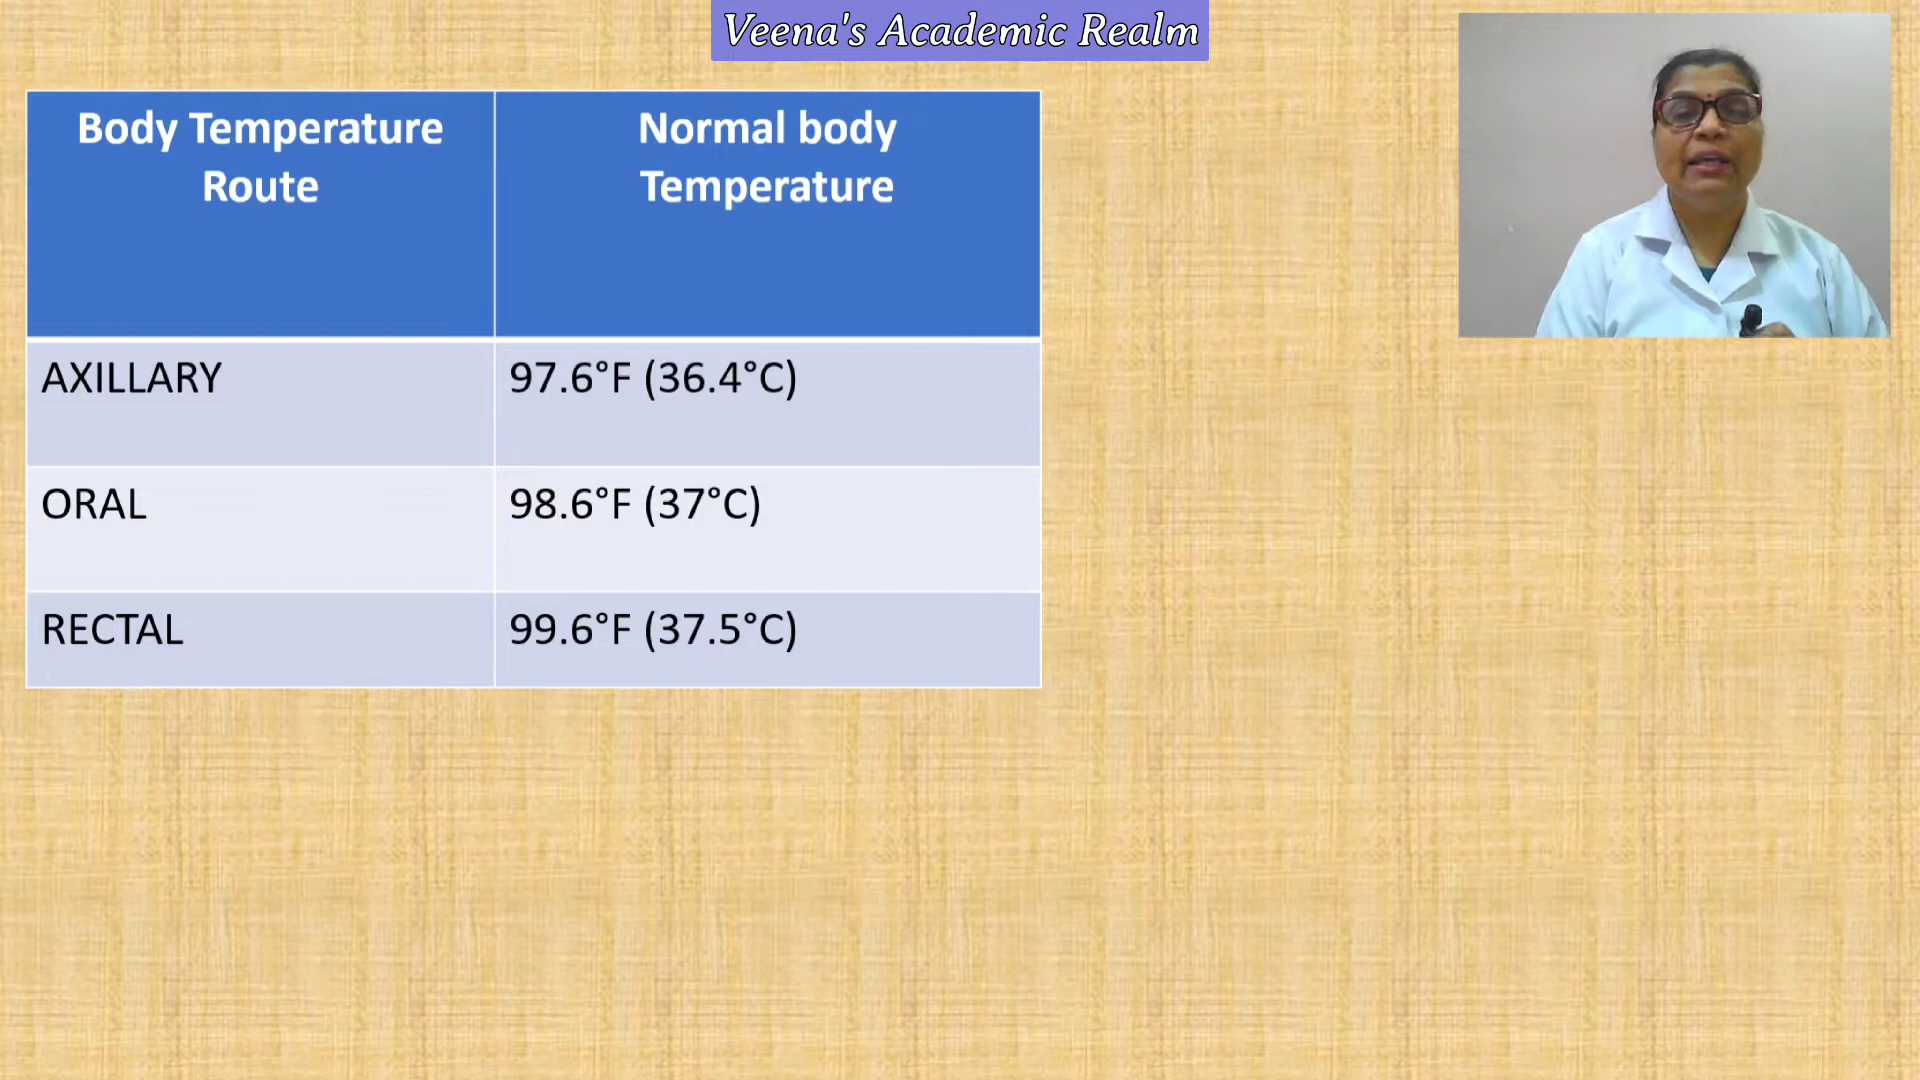 Veena's Academic Realm
Body Temperature
Route
Normal body
Temperature
AXILLARY
97.6°F (36.4°C)
ORAL
98.6°F (37°C)
RECTAL
99.6°F (37.5°C)